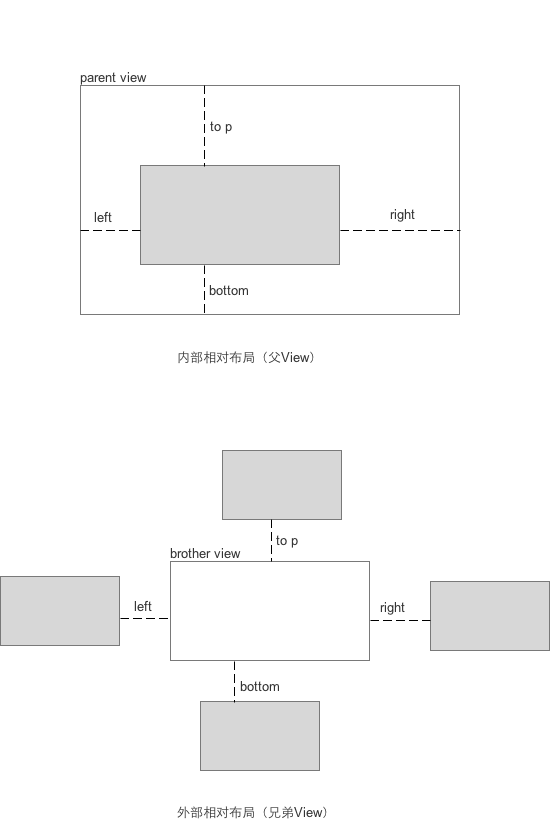 parent view
to p
left
right
bottom
内部相对布局（父View）
to p
brother view
left
right
bottom
外部相对布局（兄弟View）